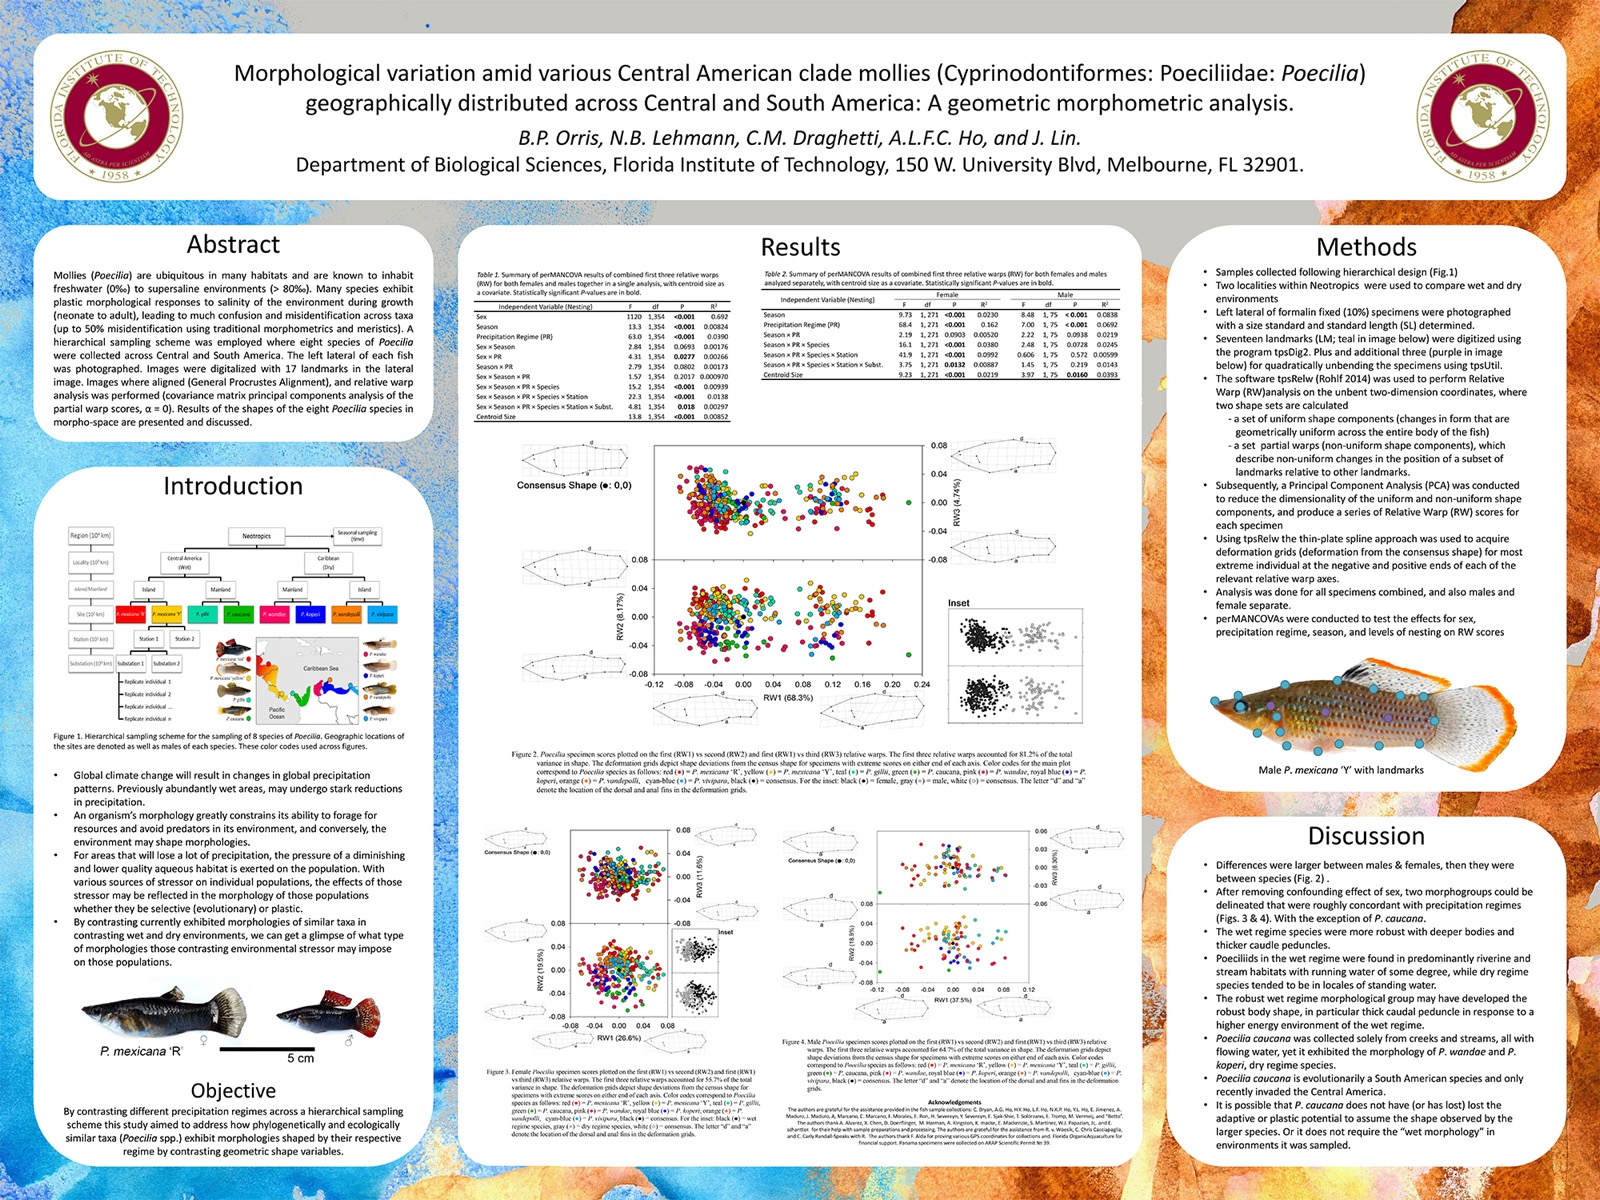 Morphological variation amid various Central American clade mollies (Cyprinodontiformes: Poeciliidae: Poecilia)
geographically distributed across Central and South America: A geometric morphometric analysis.
B.P. Orris, N.B. Lehmann, C.M. Draghetti, A.L.F.C. Ho, and J. Lin.
Department of Biological Sciences, Florida Institute of Technology, 150 W. University Blvd, Melbourne, FL 32901.
FLORIDA INSTITUTE OF TECHNOLOGY
★ 1958 ★
FLORIDA INSTITUTE OF TECHNOLOGY
★ 1958 ★
Abstract
Mollies (Poecilia) are ubiquitous in many habitats and are known to inhabit
freshwater (0‰) to supersaline environments (> 80‰). Many species exhibit
plastic morphological responses to salinity of the environment during growth
(neonate to adult), leading to much confusion and misidentification across taxa
(up to 50% misidentification using traditional morphometrics and meristics). A
hierarchical sampling scheme was employed where eight species of Poecilia
were collected across Central and South America. The left lateral of each fish
was photographed. Images were digitalized with 17 landmarks in the lateral
image. Images where aligned (General Procrustes Alignment), and relative warp
analysis was performed (covariance matrix principal components analysis of the
partial warp scores, α = 0). Results of the shapes of the eight Poecilia species in
morpho-space are presented and discussed.
Introduction
Region (10⁴ km)
Neotropics
Seasonal sampling
(time)
Locality (10³ km)
Central America
(Wet)
Caribbean
(Dry)
Island/Mainland
Island
Mainland
Mainland
Island
Site (10² km)
P. mexicana 'R'
P. mexicana 'Y'
P. gilli
P. caucana
P. wandae
P. koperi
P. vandepolli
P. vivipara
Station (10¹ km)
Station 1
Station 2
Substation (10⁰ km)
Substation 1
Substation 2
Replicate individual 1
Replicate individual 2
Replicate individual ...
Replicate individual n
Caribbean Sea
Pacific
Ocean
P. mexicana 'red'
P. mexicana 'yellow'
P. gilli
P. caucana
P. wandae
P. koperi
P. vandepolli
P. vivipara
Figure 1. Hierarchical sampling scheme for the sampling of 8 species of Poecilia. Geographic locations of
the sites are denoted as well as males of each species. These color codes used across figures.
• Global climate change will result in changes in global precipitation
patterns. Previously abundantly wet areas, may undergo stark reductions
in precipitation.
• An organism's morphology greatly constrains its ability to forage for
resources and avoid predators in its environment, and conversely, the
environment may shape morphologies.
• For areas that will lose a lot of precipitation, the pressure of a diminishing
and lower quality aqueous habitat is exerted on the population. With
various sources of stressor on individual populations, the effects of those
stressor may be reflected in the morphology of those populations
whether they be selective (evolutionary) or plastic.
• By contrasting currently exhibited morphologies of similar taxa in
contrasting wet and dry environments, we can get a glimpse of what type
of morphologies those contrasting environmental stressor may impose
on those populations.
P. mexicana 'R'
♀
5 cm
♂
Objective
By contrasting different precipitation regimes across a hierarchical sampling
scheme this study aimed to address how phylogenetically and ecologically
similar taxa (Poecilia spp.) exhibit morphologies shaped by their respective
regime by contrasting geometric shape variables.
Results
Table 1. Summary of perMANCOVA results of combined first three relative warps
(RW) for both females and males together in a single analysis, with centroid size as
a covariate. Statistically significant P-values are in bold.
Independent Variable (Nesting) F df P R²
Sex 1120 1,354 <0.001 0.692
Season 13.3 1,354 <0.001 0.00824
Precipitation Regime (PR) 63.0 1,354 <0.001 0.0390
Sex × Season 2.84 1,354 0.0693 0.00176
Sex × PR 4.31 1,354 0.0277 0.00266
Season × PR 2.79 1,354 0.0802 0.00173
Sex × Season × PR 1.57 1,354 0.2017 0.000970
Sex × Season × PR × Species 15.2 1,354 <0.001 0.00939
Sex × Season × PR × Species × Station 22.3 1,354 <0.001 0.0138
Sex × Season × PR × Species × Station × Subst. 4.81 1,354 0.018 0.00297
Centroid Size 13.8 1,354 <0.001 0.00852
Table 2. Summary of perMANCOVA results of combined first three relative warps (RW) for both females and males
analyzed separately, with centroid size as a covariate. Statistically significant P-values are in bold.
Independent Variable (Nesting) Female Male
F df P R² F df P R²
Season 9.73 1,271 <0.001 0.0230 8.48 1, 75 < 0.001 0.0838
Precipitation Regime (PR) 68.4 1,271 <0.001 0.162 7.00 1, 75 <0.001 0.0692
Season × PR 2.19 1,271 0.0903 0.00520 2.22 1, 75 0.0938 0.0219
Season × PR × Species 16.1 1,271 <0.001 0.0380 2.48 1, 75 0.0728 0.0245
Season × PR × Species × Station 41.9 1,271 <0.001 0.0992 0.606 1, 75 0.572 0.00599
Season × PR × Species × Station × Subst. 3.75 1,271 0.0132 0.00887 1.45 1, 75 0.219 0.0143
Centroid Size 9.23 1,271 <0.001 0.0219 3.97 1, 75 0.0160 0.0393
Consensus Shape (●: 0,0)
0.08
0.04
0.00
-0.04
-0.08
RW3 (4.74%)
0.08
0.04
0.00
-0.04
-0.08
RW2 (8.17%)
-0.12 -0.08 -0.04 0.00 0.04 0.08 0.12 0.16 0.20 0.24
RW1 (68.3%)
Inset
Figure 2. Poecilia specimen scores plotted on the first (RW1) vs second (RW2) and first (RW1) vs third (RW3) relative warps. The first three relative warps accounted for 81.2% of the total
variance in shape. The deformation grids depict shape deviations from the census shape for specimens with extreme scores on either end of each axis. Color codes for the main plot
correspond to Poecilia species as follows: red (●) = P. mexicana 'R', yellow (●) = P. mexicana 'Y', teal (●) = P. gillii, green (●) = P. caucana, pink (●) = P. wandae, royal blue (●) = P.
koperi, orange (●) = P. vandepolli, cyan-blue (●) = P. vivipara, black (●) = consensus. For the inset: black (●) = female, gray (●) = male, white (○) = consensus. The letter "d" and "a"
denote the location of the dorsal and anal fins in the deformation grids.
Consensus Shape (●: 0,0)
0.08
0.04
0.00
-0.04
-0.08
RW3 (11.6%)
0.08
0.04
0.00
-0.04
-0.08
RW2 (19.5%)
Inset
-0.08 -0.04 0.00 0.04 0.08
RW1 (26.6%)
Figure 3. Female Poecilia specimen scores plotted on the first (RW1) vs second (RW2) and first (RW1)
vs third (RW3) relative warps. The first three relative warps accounted for 55.7% of the total
variance in shape. The deformation grids depict shape deviations from the census shape for
specimens with extreme scores on either end of each axis. Color codes correspond to Poecilia
species as follows: red (●) = P. mexicana 'R', yellow (●) = P. mexicana 'Y', teal (●) = P. gillii,
green (●) = P. caucana, pink (●) = P. wandae, royal blue (●) = P. koperi, orange (●) = P.
vandepolli, cyan-blue (●) = P. vivipara, black (●) = consensus. For the inset: black (●) = wet
regime species, gray (●) = dry regime species, white (○) = consensus. The letter "d" and "a"
denote the location of the dorsal and anal fins in the deformation grids.
Consensus Shape (●: 0,0)
0.06
0.03
0.00
-0.03
-0.06
RW3 (8.30%)
0.08
0.04
0.00
-0.04
-0.08
RW2 (18.9%)
-0.12 -0.08 -0.04 0.00 0.04 0.08 0.12
RW1 (37.5%)
Figure 4. Male Poecilia specimen scores plotted on the first (RW1) vs second (RW2) and first (RW1) vs third (RW3) relative
warps. The first three relative warps accounted for 64.7% of the total variance in shape. The deformation grids depict
shape deviations from the census shape for specimens with extreme scores on either end of each axis. Color codes
correspond to Poecilia species as follows: red (●) = P. mexicana 'R', yellow (●) = P. mexicana 'Y', teal (●) = P. gillii,
green (●) = P. caucana, pink (●) = P. wandae, royal blue (●) = P. koperi, orange (●) = P. vandepolli, cyan-blue (●) = P.
vivipara, black (●) = consensus. The letter "d" and "a" denote the location of the dorsal and anal fins in the deformation
grids.
Acknowledgements
The authors are grateful for the assistance provided in the fish sample collections:
financial support. Panama specimens were collected on ARAP Scientific Permit № 39.
Methods
• Samples collected following hierarchical design (Fig.1)
• Two localities within Neotropics were used to compare wet and dry
environments
• Left lateral of formalin fixed (10%) specimens were photographed
with a size standard and standard length (SL) determined.
• Seventeen landmarks (LM; teal in image below) were digitized using
the program tpsDig2. Plus and additional three (purple in image
below) for quadratically unbending the specimens using tpsUtil.
• The software tpsRelw (Rohlf 2014) was used to perform Relative
Warp (RW)analysis on the unbent two-dimension coordinates, where
two shape sets are calculated
- a set of uniform shape components (changes in form that are
geometrically uniform across the entire body of the fish)
- a set partial warps (non-uniform shape components), which
describe non-uniform changes in the position of a subset of
landmarks relative to other landmarks.
• Subsequently, a Principal Component Analysis (PCA) was conducted
to reduce the dimensionality of the uniform and non-uniform shape
components, and produce a series of Relative Warp (RW) scores for
each specimen
• Using tpsRelw the thin-plate spline approach was used to acquire
deformation grids (deformation from the consensus shape) for most
extreme individual at the negative and positive ends of each of the
relevant relative warp axes.
• Analysis was done for all specimens combined, and also males and
female separate.
• perMANCOVAs were conducted to test the effects for sex,
precipitation regime, season, and levels of nesting on RW scores
Male P. mexicana 'Y' with landmarks
Discussion
• Differences were larger between males & females, then they were
between species (Fig. 2) .
• After removing confounding effect of sex, two morphogroups could be
delineated that were roughly concordant with precipitation regimes
(Figs. 3 & 4). With the exception of P. caucana.
• The wet regime species were more robust with deeper bodies and
thicker caudle peduncles.
• Poeciliids in the wet regime were found in predominantly riverine and
stream habitats with running water of some degree, while dry regime
species tended to be in locales of standing water.
• The robust wet regime morphological group may have developed the
robust body shape, in particular thick caudal peduncle in response to a
higher energy environment of the wet regime.
• Poecilia caucana was collected solely from creeks and streams, all with
flowing water, yet it exhibited the morphology of P. wandae and P.
koperi, dry regime species.
• Poecilia caucana is evolutionarily a South American species and only
recently invaded the Central America.
• It is possible that P. caucana does not have (or has lost) lost the
adaptive or plastic potential to assume the shape observed by the
larger species. Or it does not require the "wet morphology" in
environments it was sampled.